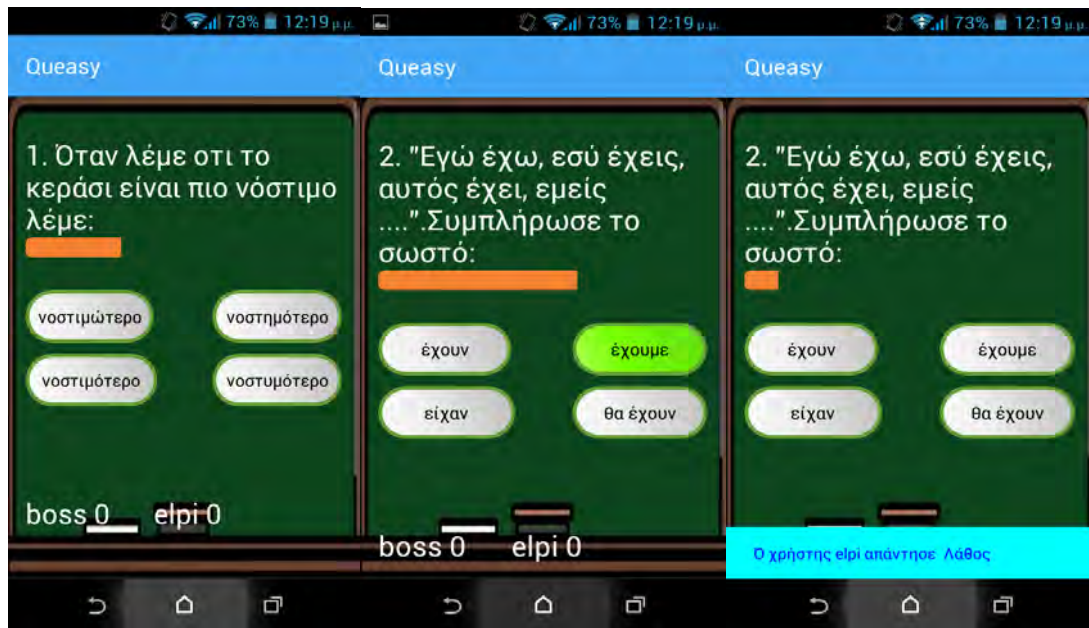 73% 12:19 μ.μ.
Queasy
1. Όταν λέμε οτι το
κεράσι είναι πιο νόστιμο
λέμε:
νοστιμώτερο
νοστημότερο
νοστιμότερο
νοστυμότερο
boss 0 elpi 0
73% 12:19 μ.μ.
Queasy
2. "Εγώ έχω, εσύ έχεις,
αυτός έχει, εμείς
....".Συμπλήρωσε το
σωστό:
έχουν
έχουμε
είχαν
θα έχουν
boss 0 elpi 0
73% 12:19 μ.μ.
Queasy
2. "Εγώ έχω, εσύ έχεις,
αυτός έχει, εμείς
....".Συμπλήρωσε το
σωστό:
έχουν
έχουμε
είχαν
θα έχουν
Ό χρήστης elpi απάντησε Λάθος